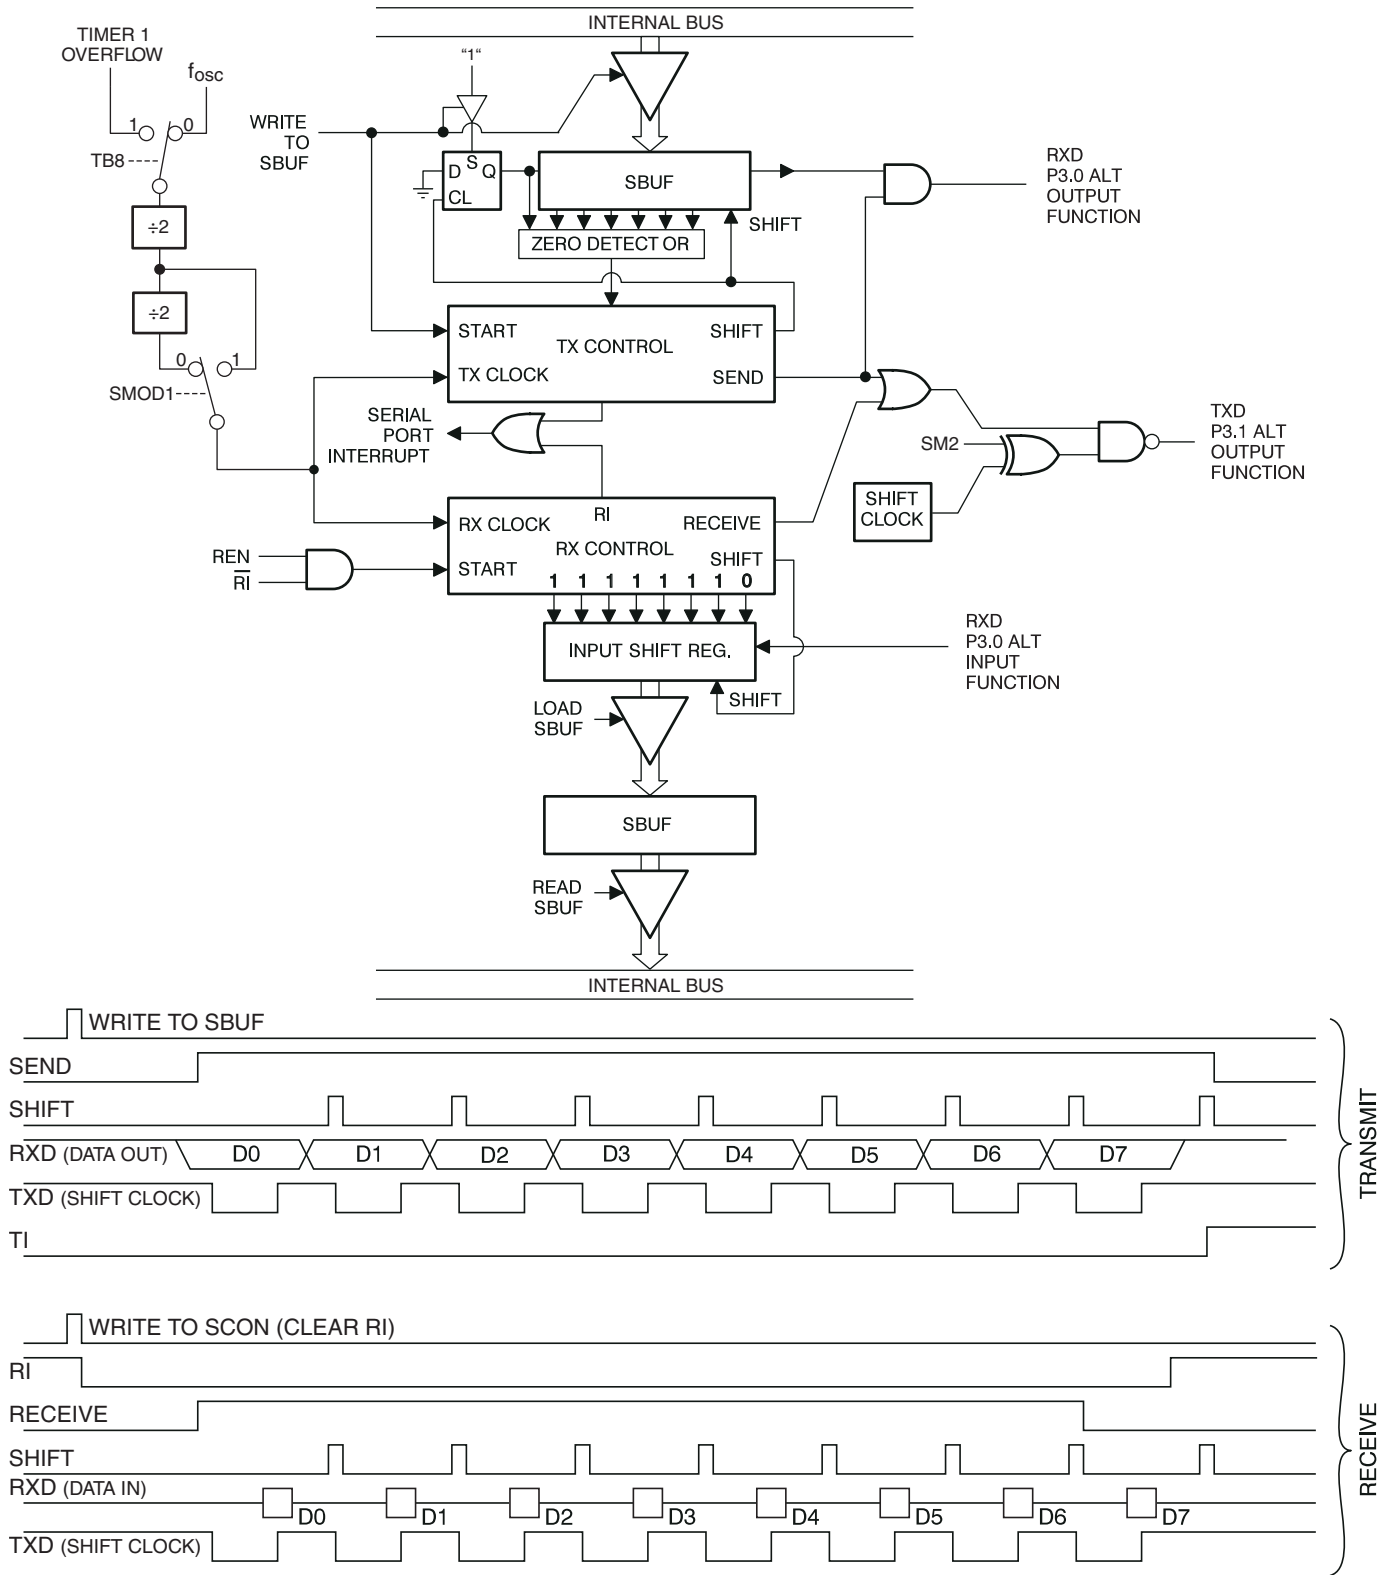 INTERNAL BUS
TIMER 1
OVERFLOW
fosc
"1"
1
0
TB8
WRITE
TO
SBUF
D
S
Q
CL
SBUF
RXD
P3.0 ALT
OUTPUT
FUNCTION
÷2
SHIFT
ZERO DETECT OR
÷2
START
SHIFT
TX CONTROL
TX CLOCK
SEND
0
1
SMOD1
SERIAL
PORT
INTERRUPT
SM2
TXD
P3.1 ALT
OUTPUT
FUNCTION
SHIFT
CLOCK
RX CLOCK
RI
RECEIVE
RX CONTROL
SHIFT
START
REN
RI
1 1 1 1 1 1 1 0
INPUT SHIFT REG.
RXD
P3.0 ALT
INPUT
FUNCTION
SHIFT
LOAD
SBUF
SBUF
READ
SBUF
INTERNAL BUS
WRITE TO SBUF
SEND
SHIFT
RXD (DATA OUT) D0 D1 D2 D3 D4 D5 D6 D7
TXD (SHIFT CLOCK)
TI
TRANSMIT
WRITE TO SCON (CLEAR RI)
RI
RECEIVE
SHIFT
RXD (DATA IN) D0 D1 D2 D3 D4 D5 D6 D7
TXD (SHIFT CLOCK)
RECEIVE